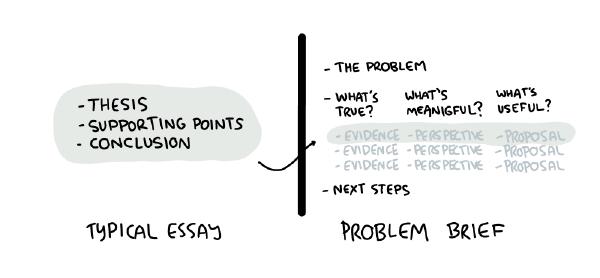 - THESIS
- SUPPORTING POINTS
- CONCLUSION
TYPICAL ESSAY
- THE PROBLEM
- WHAT'S TRUE? WHAT'S MEANIGFUL? WHAT'S USEFUL?
- EVIDENCE - PERSPECTIVE - PROPOSAL
- EVIDENCE - PERSPECTIVE - PROPOSAL
- EVIDENCE - PERSPECTIVE - PROPOSAL
- NEXT STEPS
PROBLEM BRIEF